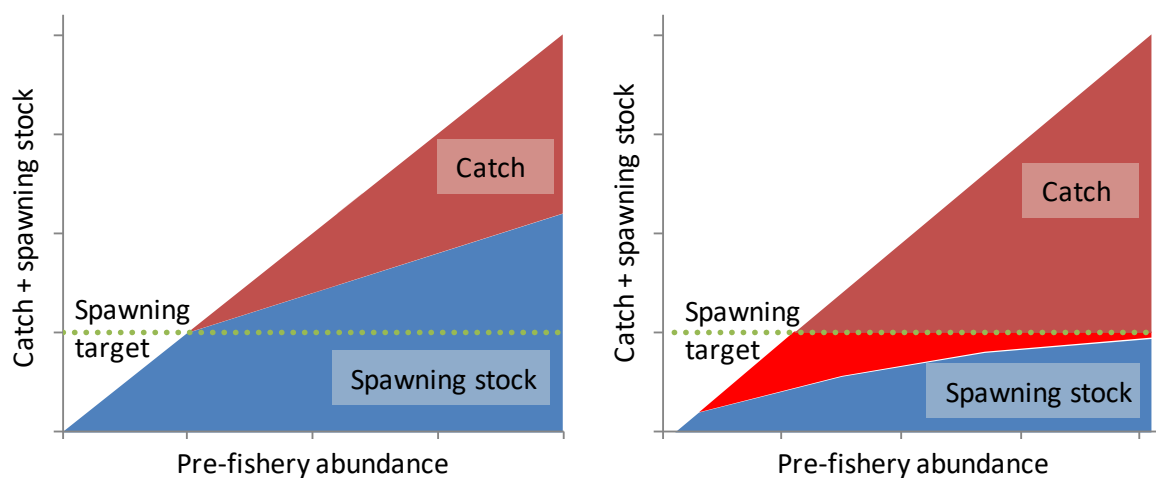 Catch + spawning stock
Catch
Spawning
target
Spawning stock
Pre-fishery abundance
Catch + spawning stock
Catch
Spawning
target
Spawning stock
Pre-fishery abundance